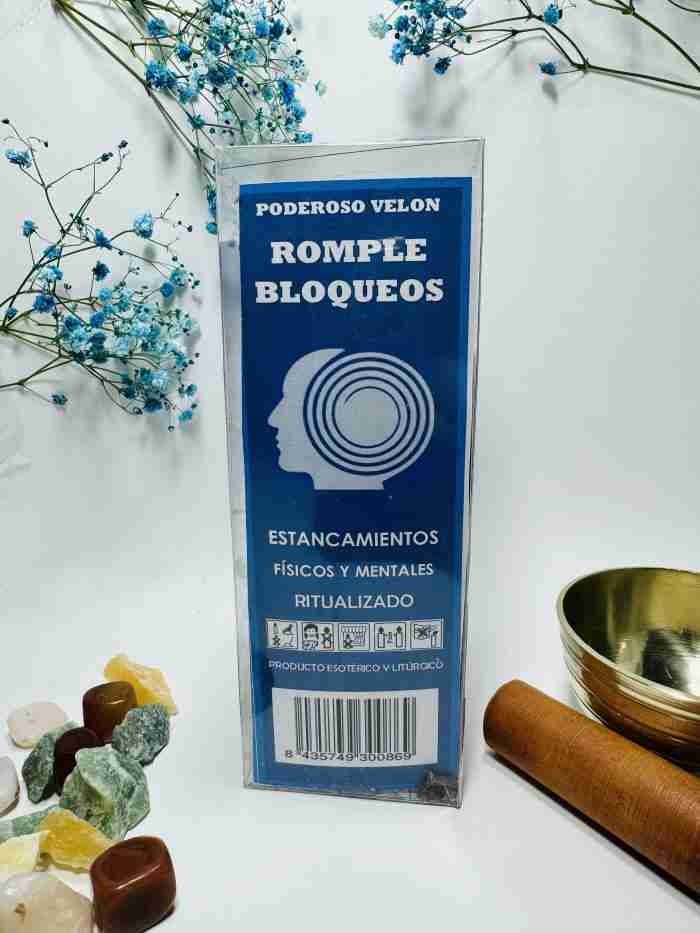 PODEROSO VELON
ROMPLE
BLOQUEOS
ESTANCAMIENTOS
FÍSICOS Y MENTALES
RITUALIZADO
PRODUCTO ESOTÉRICO Y LITÚRGICO
8 435749 300869